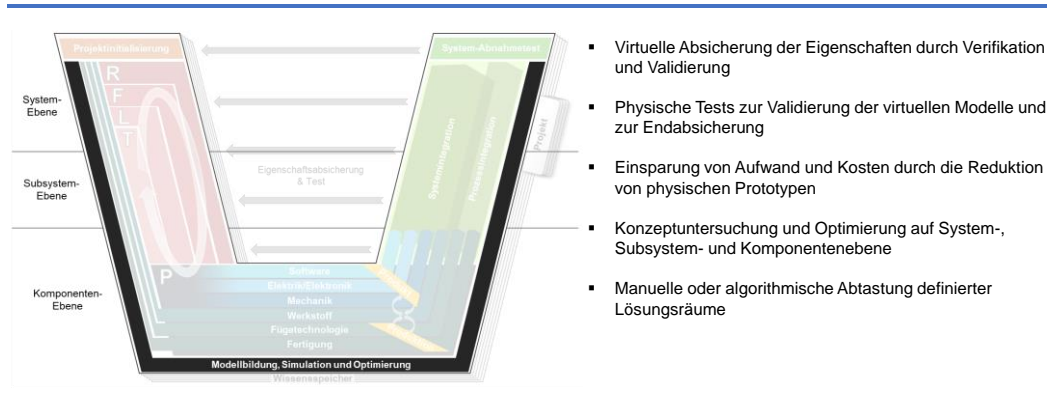 Projektinitialisierung
System-Abnahmetest
R
F
L
T
System-
Ebene
Systemintegration
Prozessintegration
Projekt
Eigenschaftsabsicherung
& Test
Subsystem-
Ebene
P
Software
Elektrik/Elektronik
Mechanik
Werkstoff
Fügetechnologie
Fertigung
Komponenten-
Ebene
Modellbildung, Simulation und Optimierung
Wissensspeicher
▪ Virtuelle Absicherung der Eigenschaften durch Verifikation
und Validierung
▪ Physische Tests zur Validierung der virtuellen Modelle und
zur Endabsicherung
▪ Einsparung von Aufwand und Kosten durch die Reduktion
von physischen Prototypen
▪ Konzeptuntersuchung und Optimierung auf System-,
Subsystem- und Komponentenebene
▪ Manuelle oder algorithmische Abtastung definierter
Lösungsräume